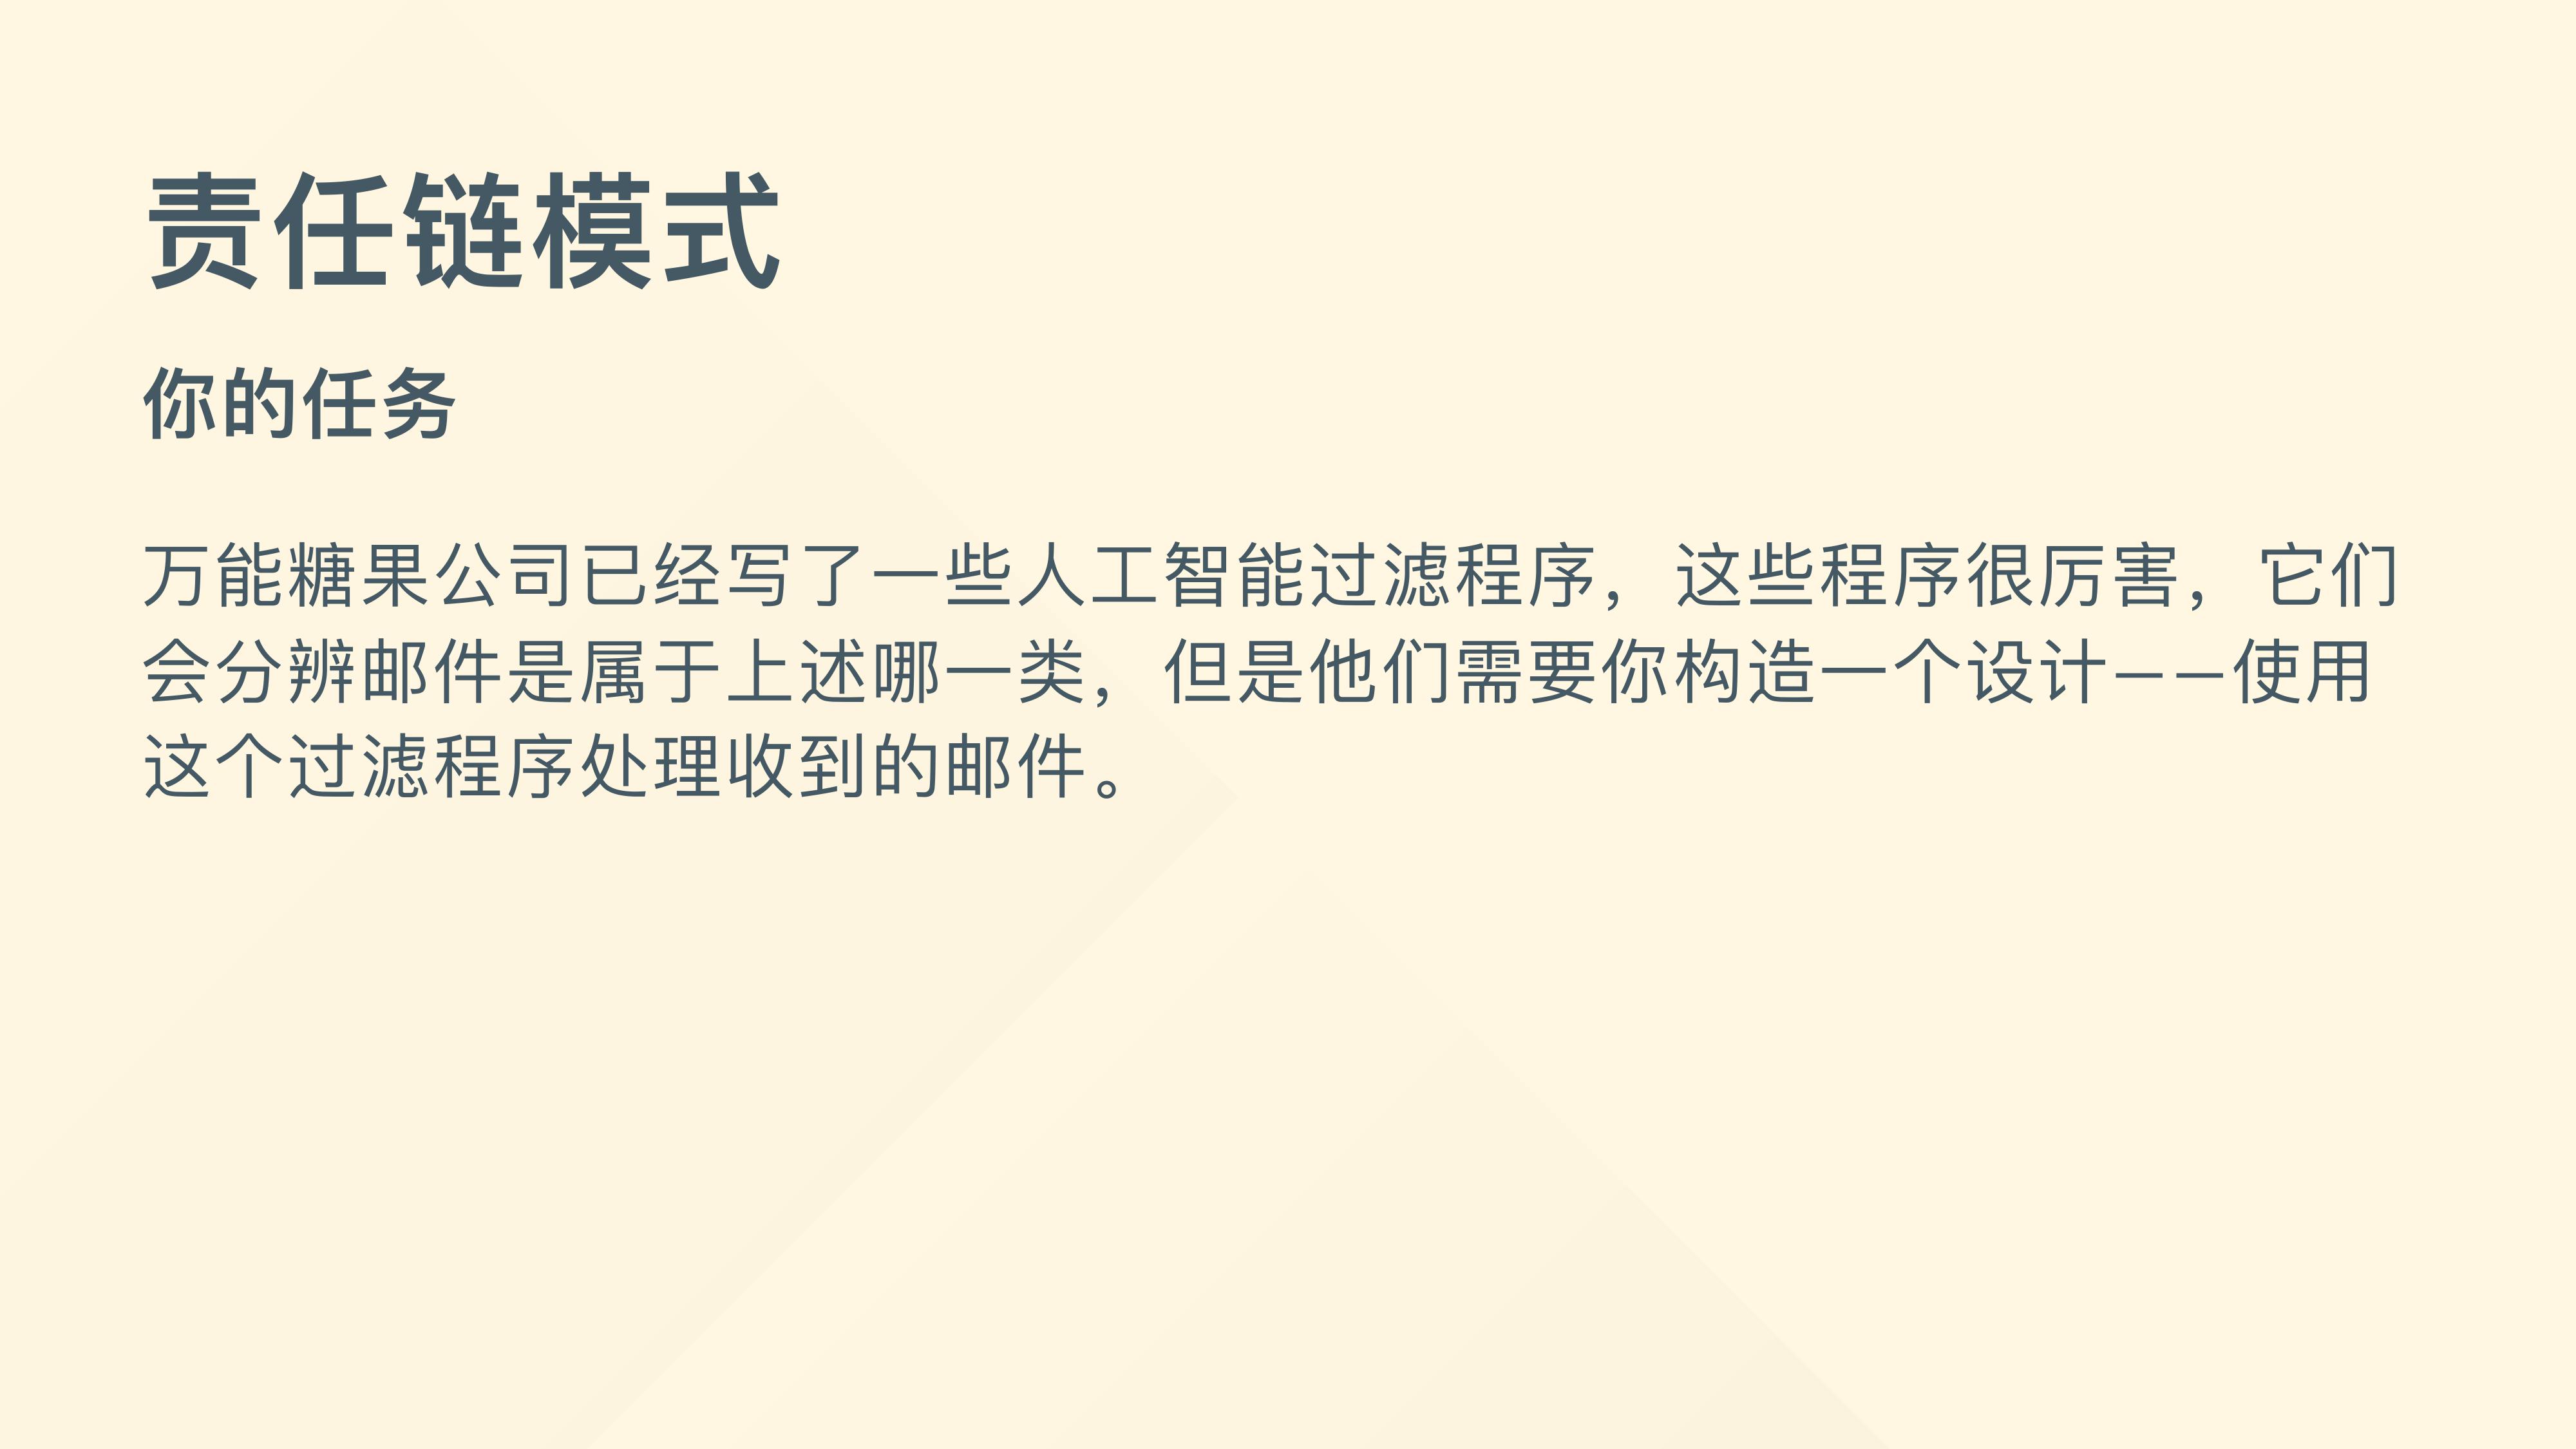 责任链模式
你的任务
万能糖果公司已经写了一些人工智能过滤程序，这些程序很厉害，它们
会分辨邮件是属于上述哪一类，但是他们需要你构造一个设计——使用
这个过滤程序处理收到的邮件。